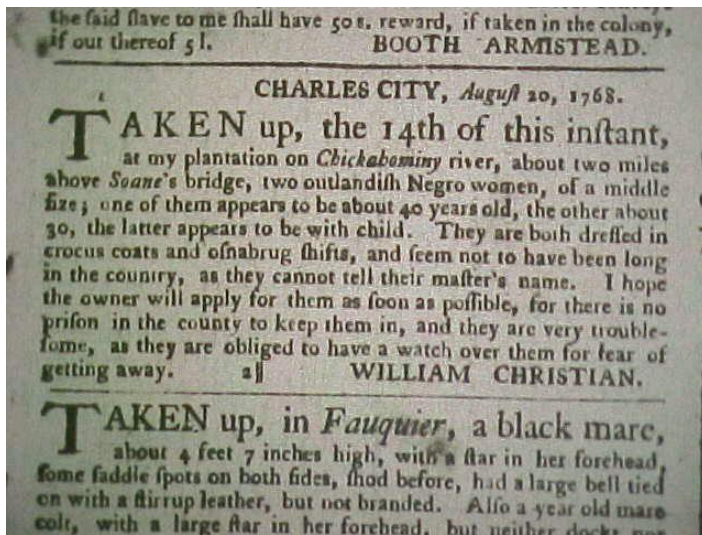 the ſaid ſlave to me ſhall have 50 s. reward, if taken in the colony,
if out thereof 5 l. BOOTH ARMISTEAD.
CHARLES CITY, Auguſt 20, 1768.
TAKEN up, the 14th of this inſtant,
at my plantation on Chickahominy river, about two miles
above Soane's bridge, two outlandiſh Negro women, of a middle
ſize; one of them appears to be about 40 years old, the other about
30, the latter appears to be with child. They are both dreſſed in
crocus coats and oſnabrug ſhifts, and ſeem not to have been long
in the country, as they cannot tell their maſter's name. I hope
the owner will apply for them as ſoon as poſſible, for there is no
priſon in the county to keep them in, and they are very trouble-
ſome, as they are obliged to have a watch over them for fear of
getting away. 2|| WILLIAM CHRISTIAN.
TAKEN up, in Fauquier, a black mare,
about 4 feet 7 inches high, with a ſtar in her forehead,
ſome ſaddle ſpots on both ſides, ſhod before, had a large bell tied
on with a ſtirrup leather, but not branded. Alſo a year old mare
colt, with a large ſtar in her forehead, but neither docked nor